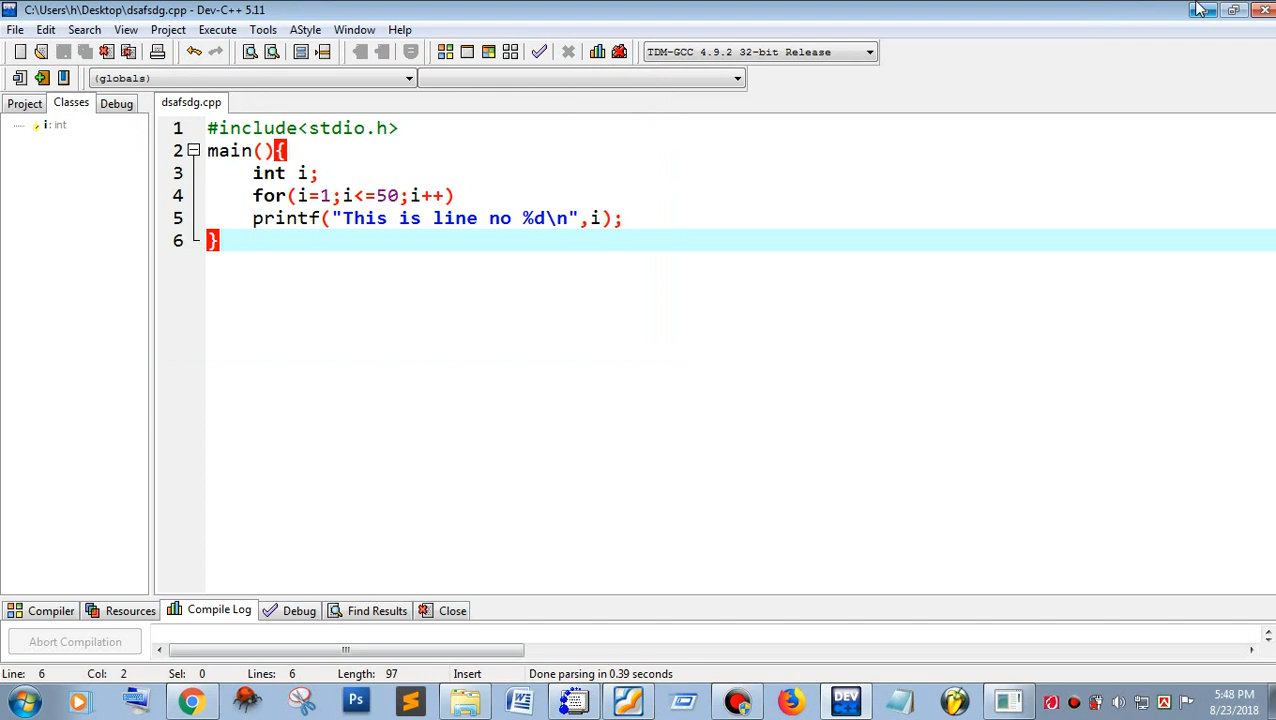 C:\Users\h\Desktop\dsafsdg.cpp - Dev-C++ 5.11
File Edit Search View Project Execute Tools AStyle Window Help
TDM-GCC 4.9.2 32-bit Release
(globals)
Project Classes Debug dsafsdg.cpp
i : int
1 #include<stdio.h>
2 main(){
3 int i;
4 for(i=1;i<=50;i++)
5 printf("This is line no %d\n",i);
6 }
Compiler Resources Compile Log Debug Find Results Close
Abort Compilation
Line: 6 Col: 2 Sel: 0 Lines: 6 Length: 97 Insert Done parsing in 0.39 seconds
Ps W DEV C++
5:48 PM
8/23/2018